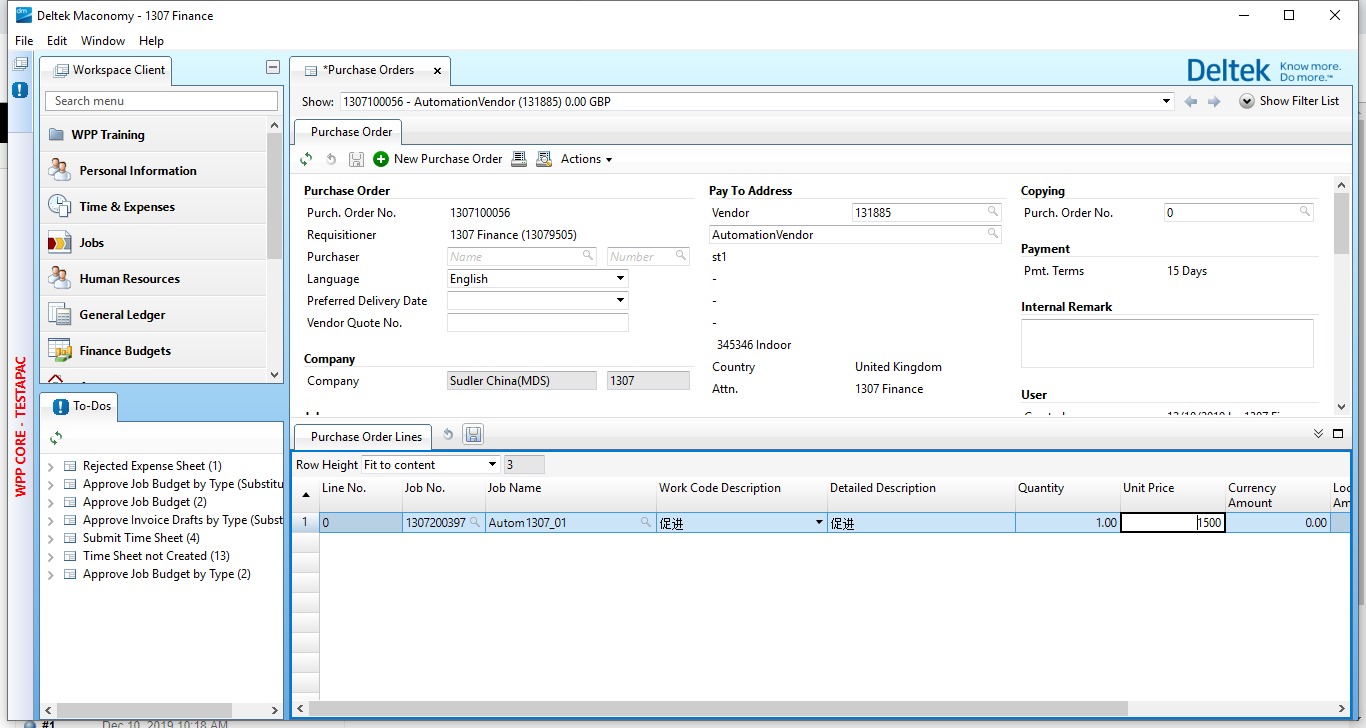 Deltek Maconomy - 1307 Finance
File Edit Window Help
Workspace Client
Search menu
WPP Training
Personal Information
Time & Expenses
Jobs
Human Resources
General Ledger
Finance Budgets
WPP CORE - TESTAPAC
To-Dos
Rejected Expense Sheet (1)
Approve Job Budget by Type (Substitu
Approve Job Budget (2)
Approve Invoice Drafts by Type (Subst
Submit Time Sheet (4)
Time Sheet not Created (13)
Approve Job Budget by Type (2)
*Purchase Orders
Deltek Know more.
Do more.™
Show: 1307100056 - AutomationVendor (131885) 0.00 GBP
Show Filter List
Purchase Order
New Purchase Order Actions
Purchase Order
Purch. Order No. 1307100056
Requisitioner 1307 Finance (13079505)
Purchaser Name Number
Language English
Preferred Delivery Date
Vendor Quote No.
Company
Company Sudler China(MDS) 1307
Pay To Address
Vendor 131885
AutomationVendor
st1
-
-
-
345346 Indoor
Country United Kingdom
Attn. 1307 Finance
Copying
Purch. Order No. 0
Payment
Pmt. Terms 15 Days
Internal Remark
User
Purchase Order Lines
Row Height Fit to content 3
Line No. Job No. Job Name Work Code Description Detailed Description Quantity Unit Price Currency Amount Loc Am
1 0 1307200397 Autom1307_01 促进 促进 1.00 1500 0.00
#1 Dec 10, 2019 10:18 AM